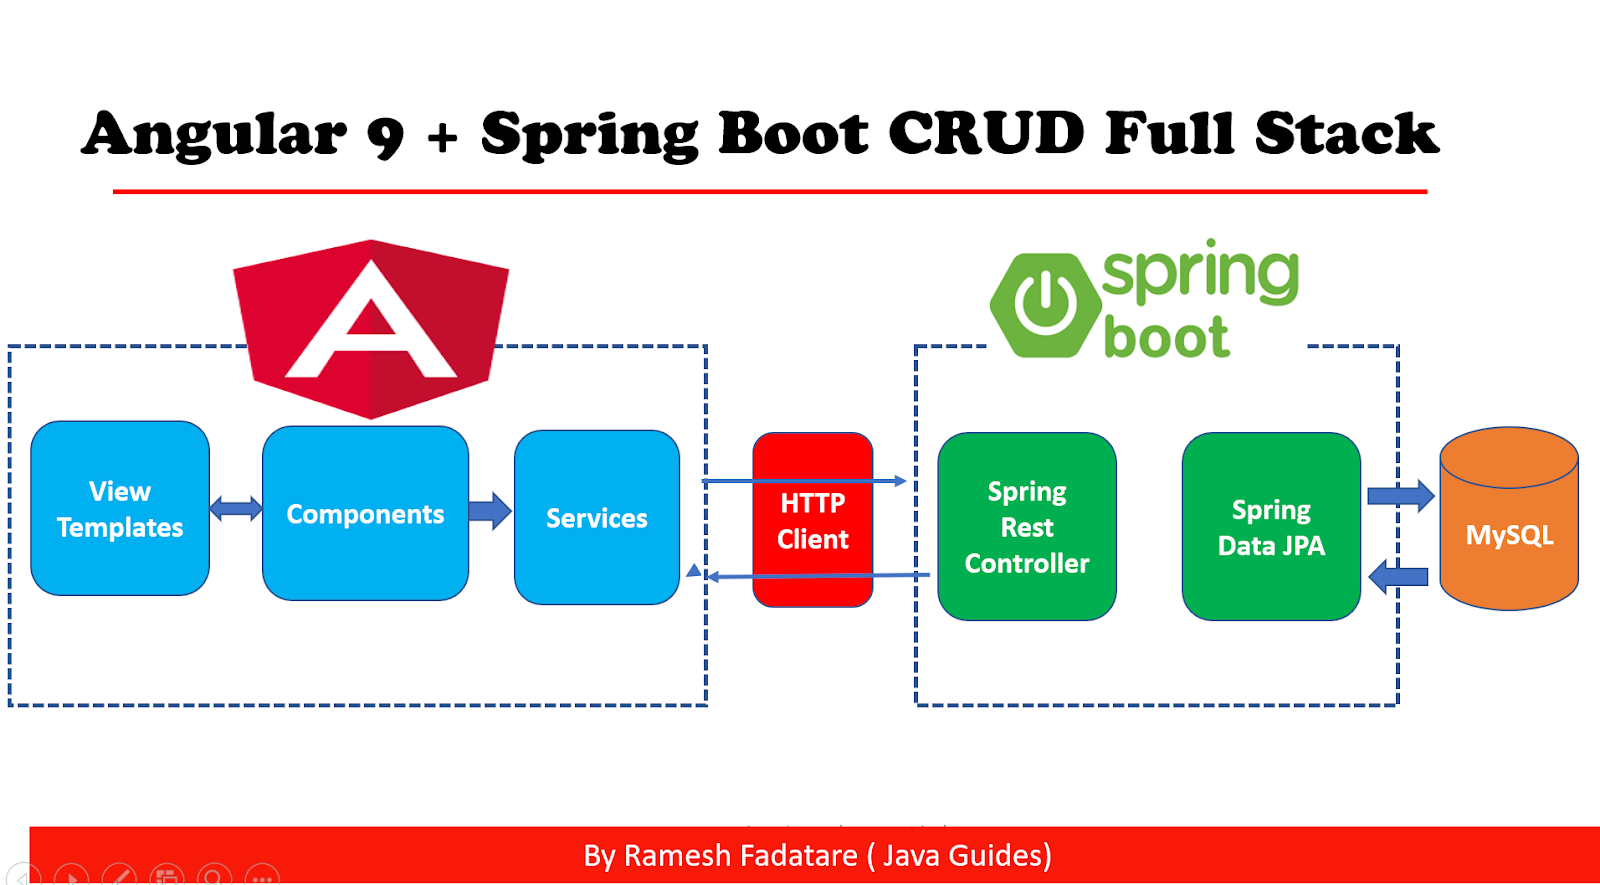 Angular 9 + Spring Boot CRUD Full Stack
spring
boot
View
Templates
Components
Services
HTTP
Client
Spring
Rest
Controller
Spring
Data JPA
MySQL
By Ramesh Fadatare ( Java Guides)